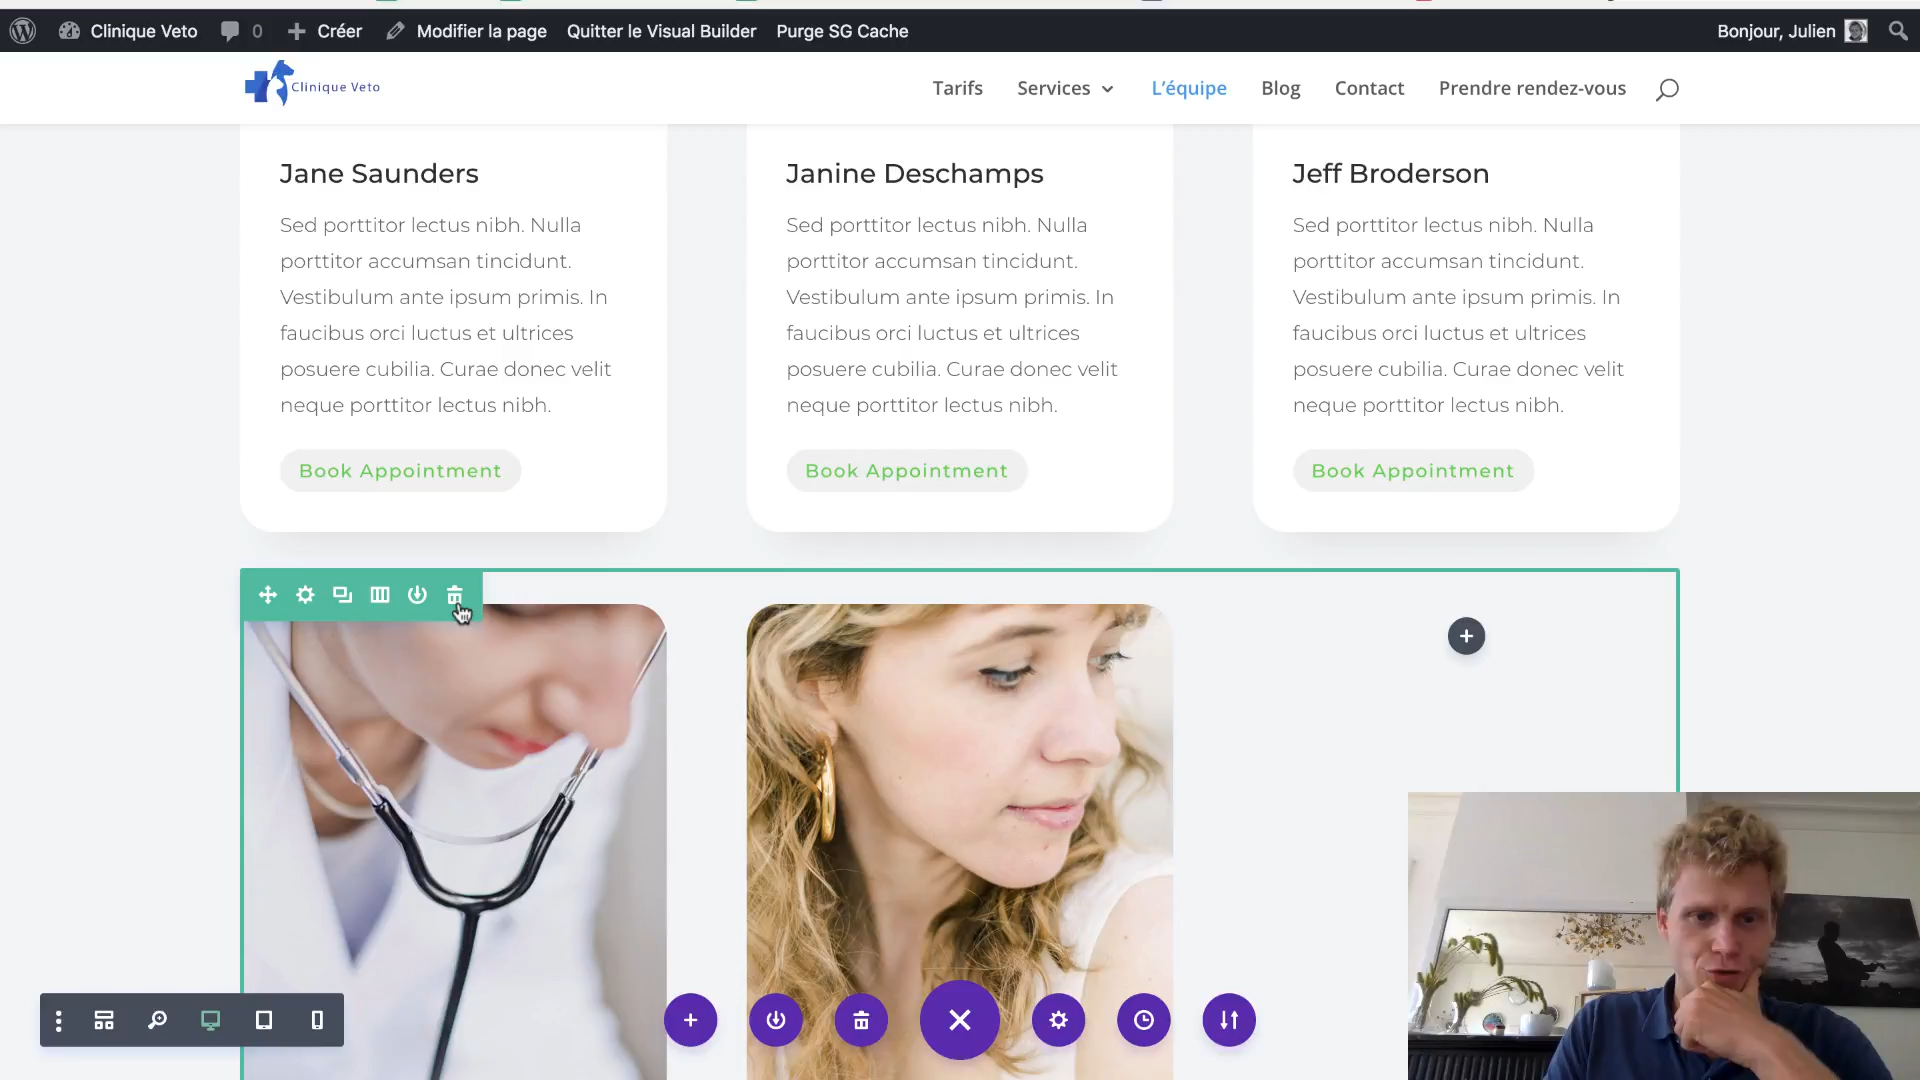 Clinique Veto 0 Créer Modifier la page Quitter le Visual Builder Purge SG Cache Bonjour, Julien
Clinique Veto Tarifs Services L'équipe Blog Contact Prendre rendez-vous
Jane Saunders
Sed porttitor lectus nibh. Nulla
porttitor accumsan tincidunt.
Vestibulum ante ipsum primis. In
faucibus orci luctus et ultrices
posuere cubilia. Curae donec velit
neque porttitor lectus nibh.
Book Appointment
Janine Deschamps
Sed porttitor lectus nibh. Nulla
porttitor accumsan tincidunt.
Vestibulum ante ipsum primis. In
faucibus orci luctus et ultrices
posuere cubilia. Curae donec velit
neque porttitor lectus nibh.
Book Appointment
Jeff Broderson
Sed porttitor lectus nibh. Nulla
porttitor accumsan tincidunt.
Vestibulum ante ipsum primis. In
faucibus orci luctus et ultrices
posuere cubilia. Curae donec velit
neque porttitor lectus nibh.
Book Appointment